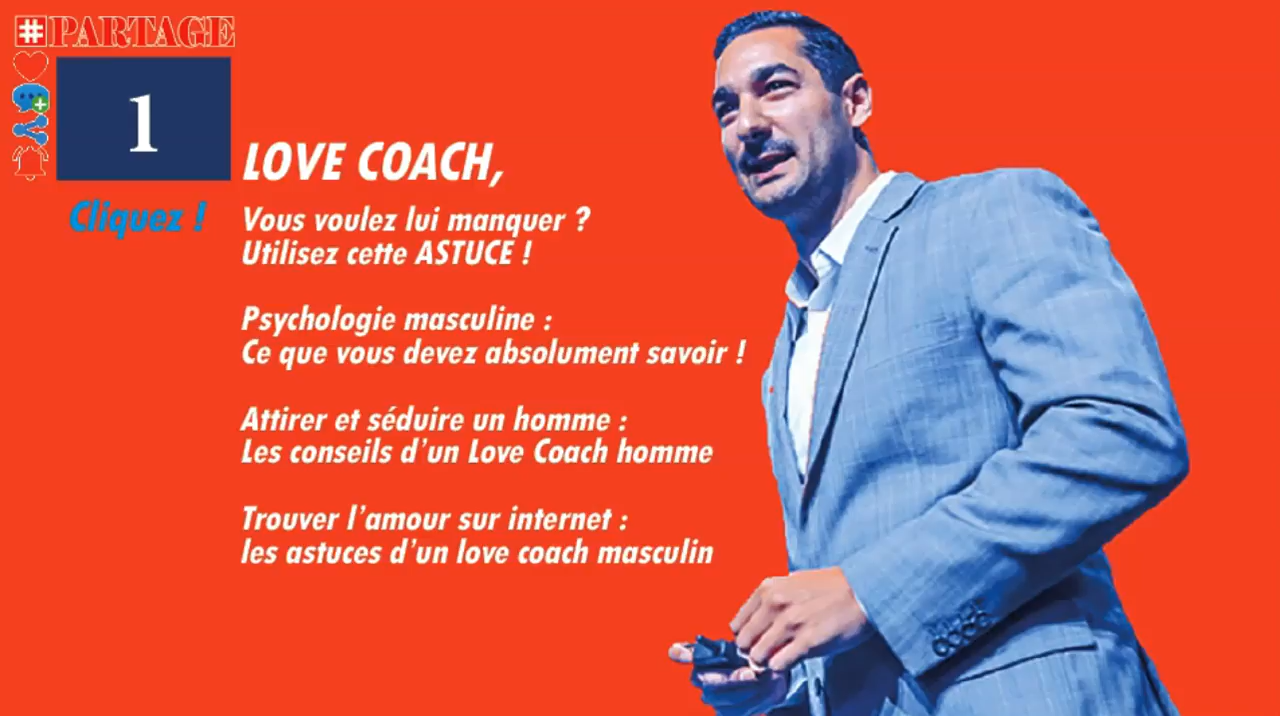 #PARTAGE
1
Cliquez !
LOVE COACH,
Vous voulez lui manquer ?
Utilisez cette ASTUCE !
Psychologie masculine :
Ce que vous devez absolument savoir !
Attirer et séduire un homme :
Les conseils d’un Love Coach homme
Trouver l’amour sur internet :
les astuces d’un love coach masculin